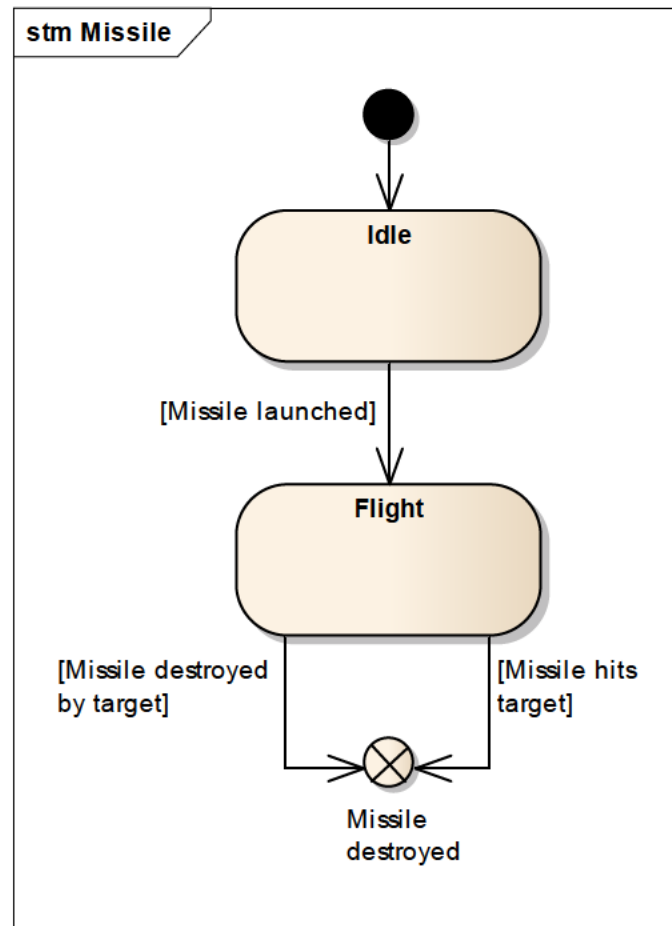 stm Missile
Idle
[Missile launched]
Flight
[Missile destroyed
by target]
[Missile hits
target]
Missile
destroyed